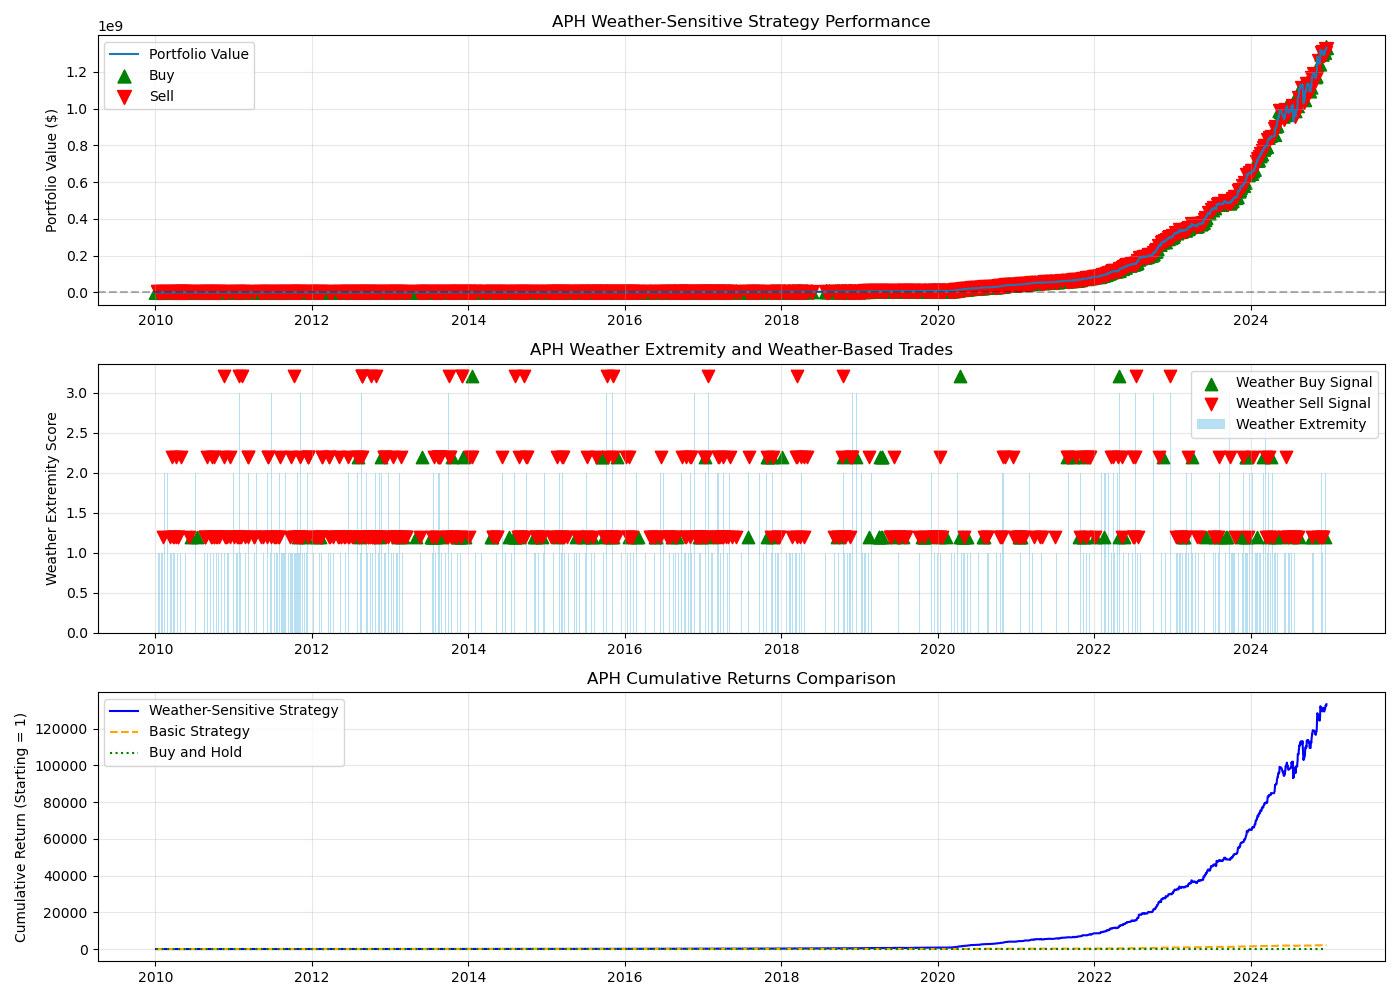 APH Weather-Sensitive Strategy Performance
1e9
Portfolio Value
Buy
Sell
Portfolio Value ($)
1.2
1.0
0.8
0.6
0.4
0.2
0.0
2010 2012 2014 2016 2018 2020 2022 2024
APH Weather Extremity and Weather-Based Trades
Weather Buy Signal
Weather Sell Signal
Weather Extremity
Weather Extremity Score
3.0
2.5
2.0
1.5
1.0
0.5
0.0
2010 2012 2014 2016 2018 2020 2022 2024
APH Cumulative Returns Comparison
Weather-Sensitive Strategy
Basic Strategy
Buy and Hold
Cumulative Return (Starting = 1)
120000
100000
80000
60000
40000
20000
0
2010 2012 2014 2016 2018 2020 2022 2024